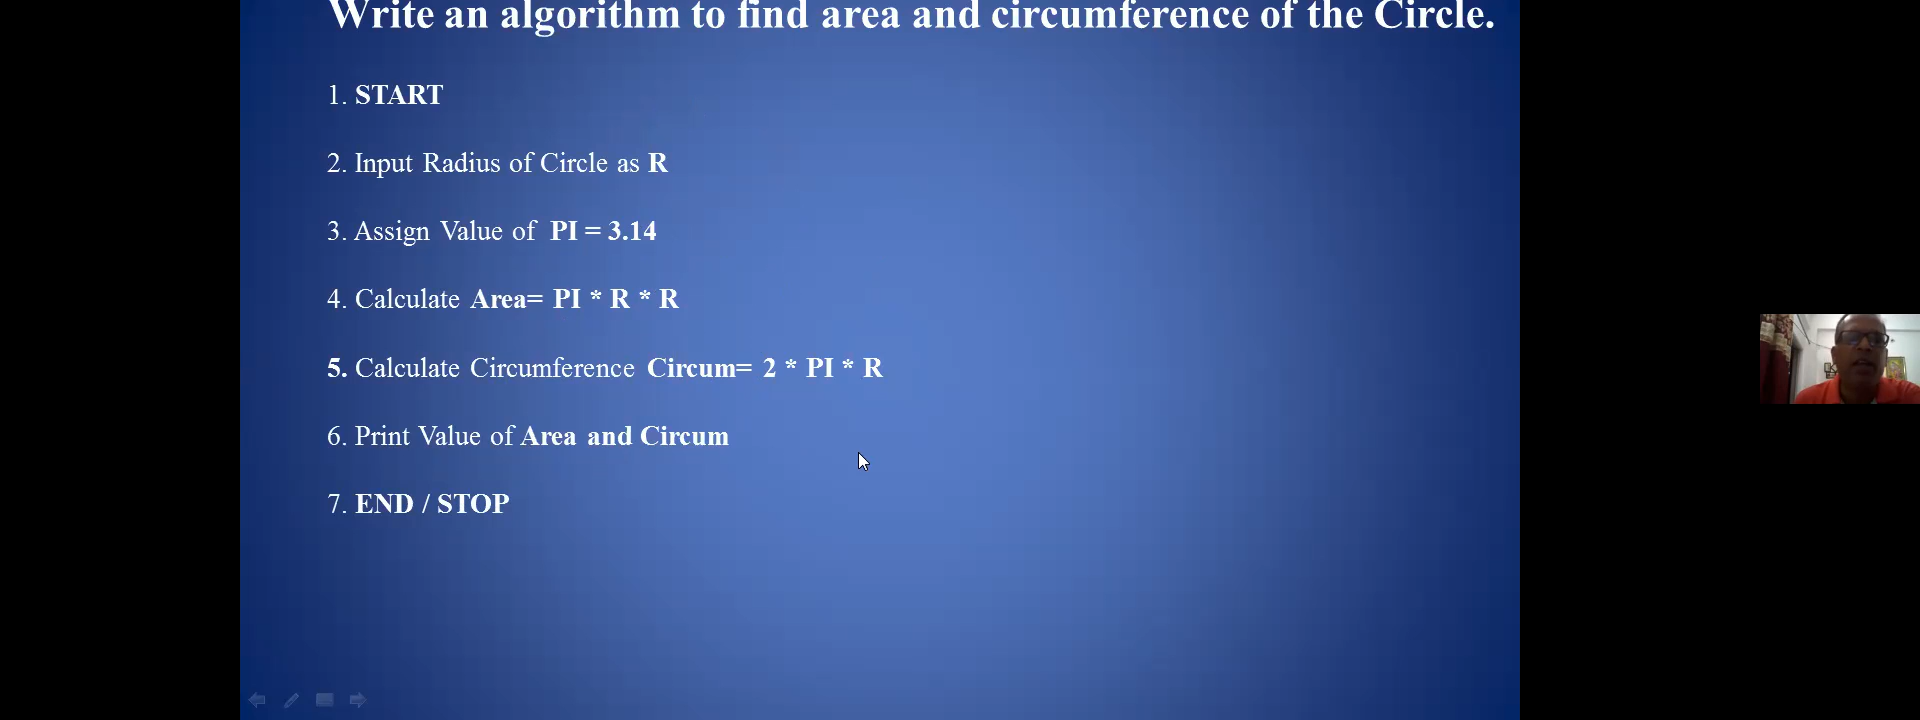 Write an algorithm to find area and circumference of the Circle.
1. START
2. Input Radius of Circle as R
3. Assign Value of PI = 3.14
4. Calculate Area= PI * R * R
5. Calculate Circumference Circum= 2 * PI * R
6. Print Value of Area and Circum
7. END / STOP